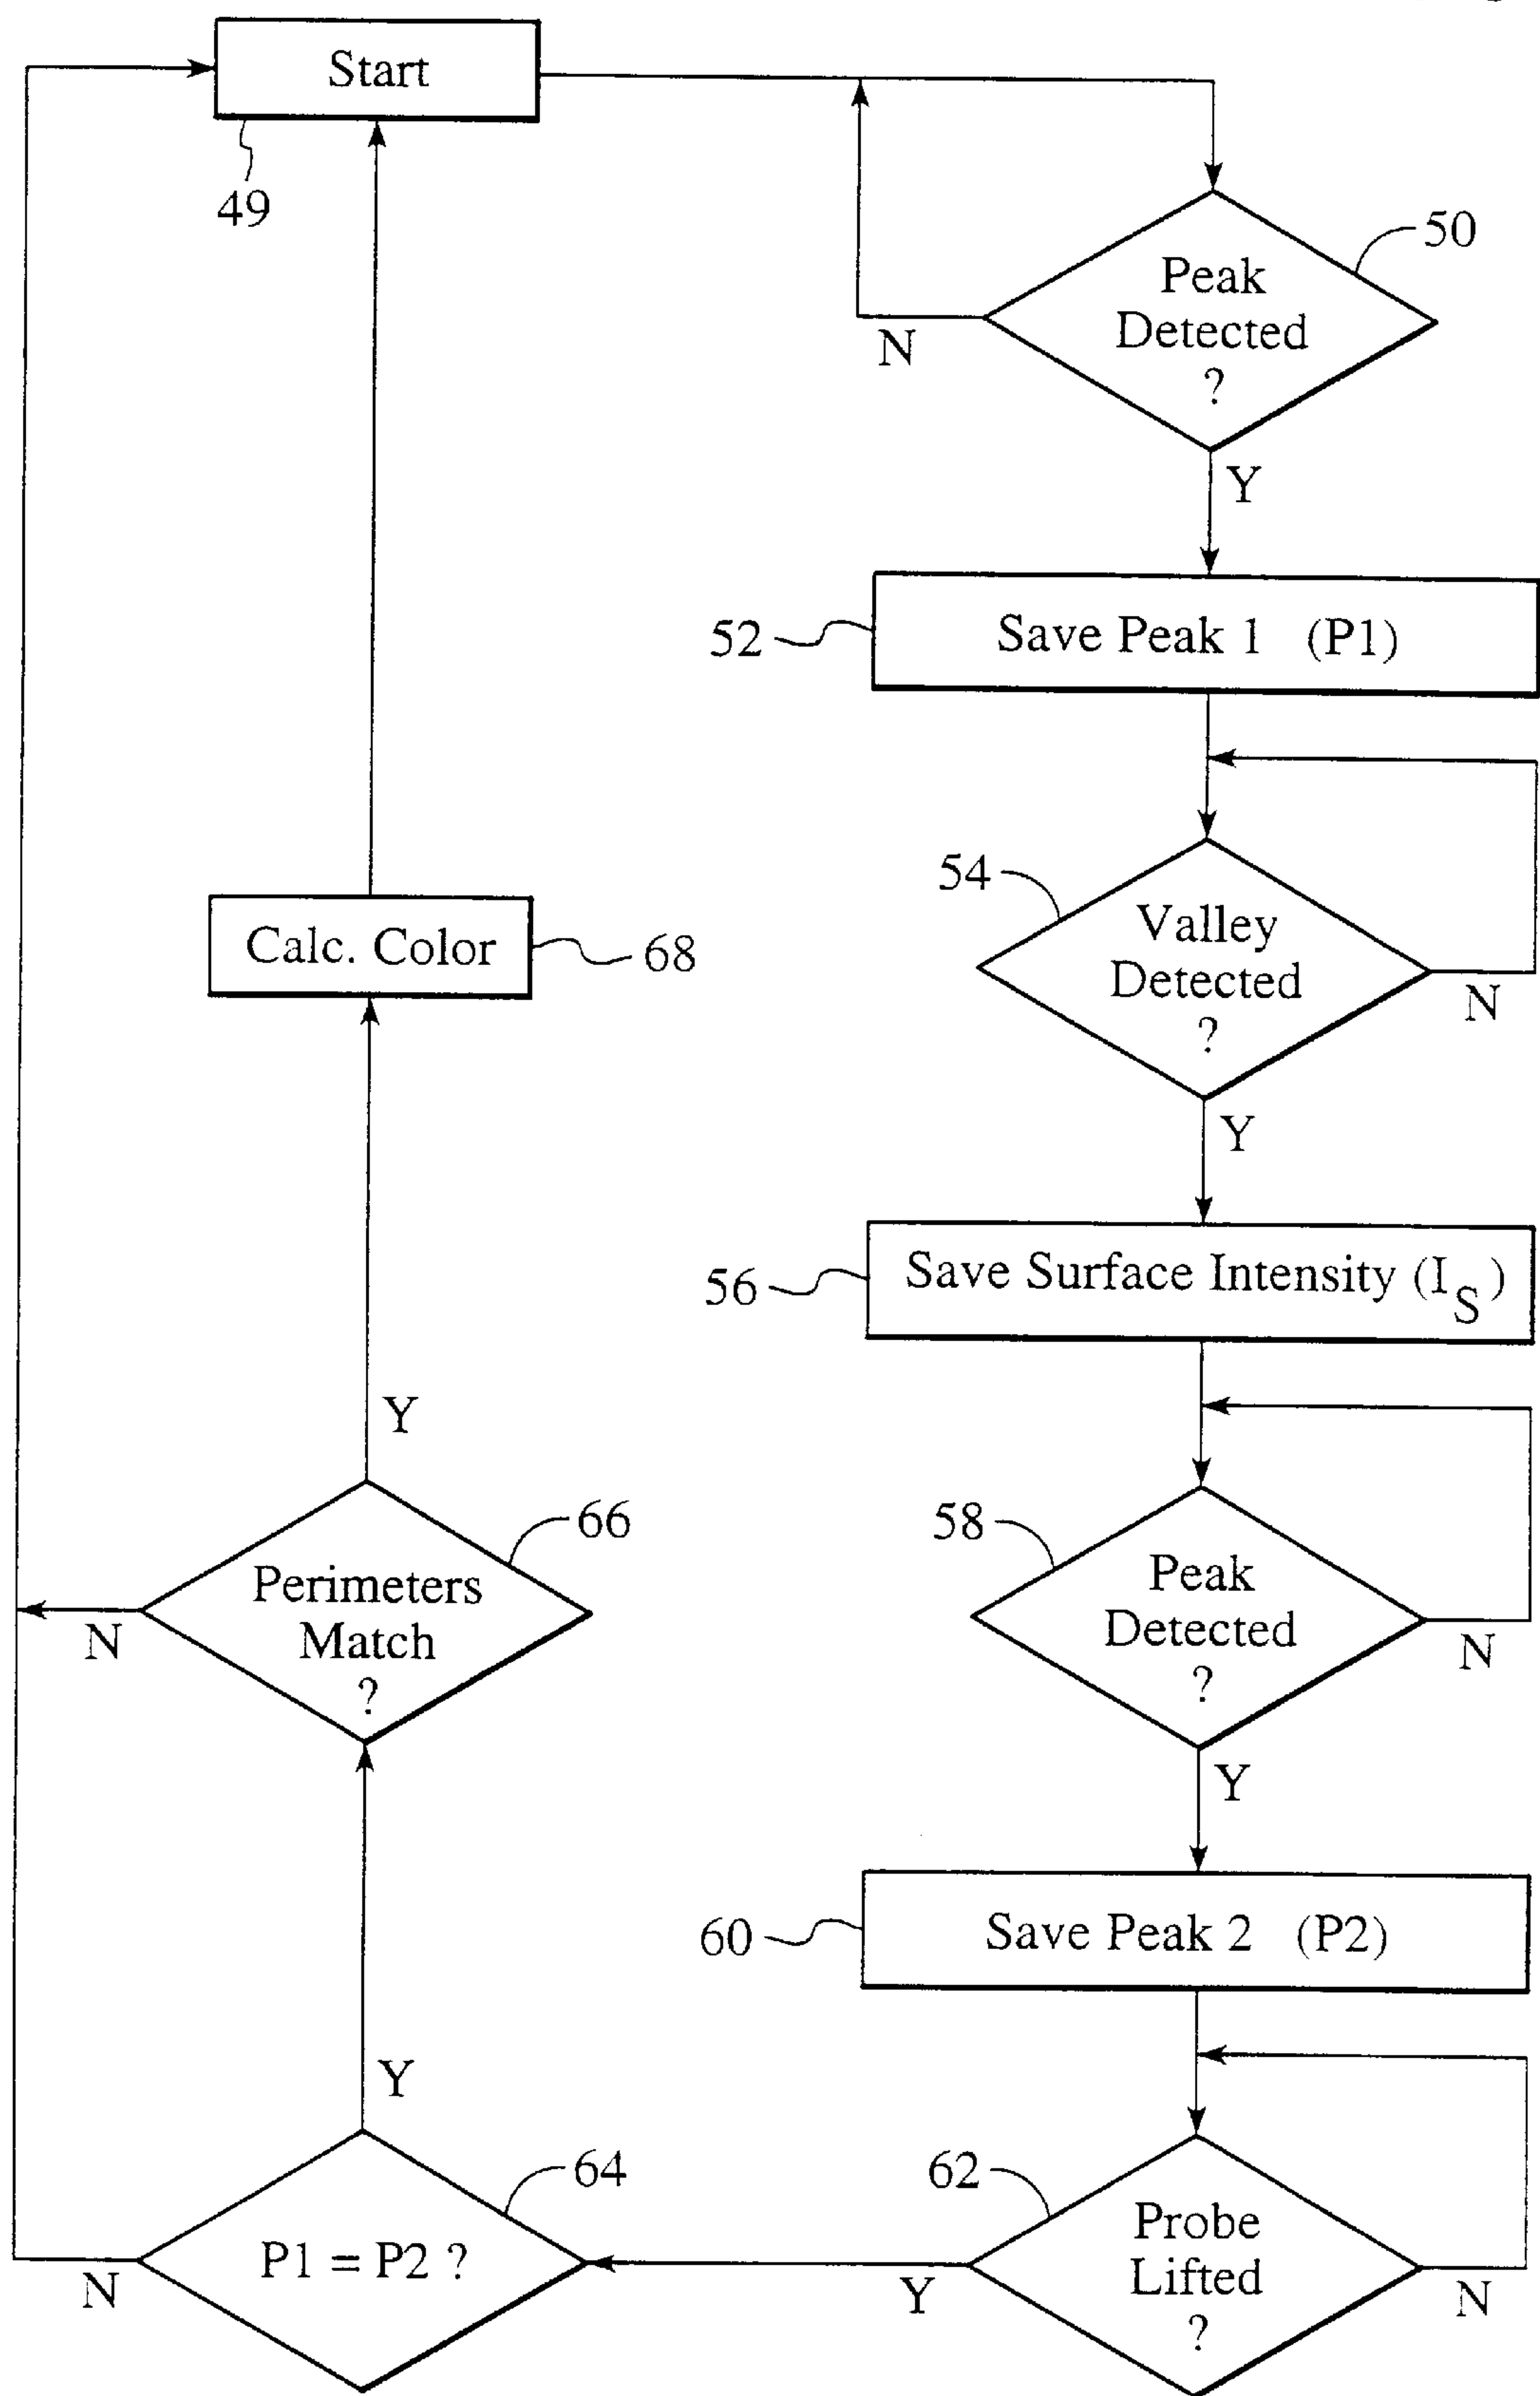 Start
49
50
Peak
Detected
?
N
Y
52
Save Peak 1 (P1)
54
Valley
Detected
?
N
Y
56
Save Surface Intensity (I_S)
58
Peak
Detected
?
N
Y
60
Save Peak 2 (P2)
62
Probe
Lifted
?
N
Y
64
P1 = P2 ?
N
Y
66
Perimeters
Match
?
N
Y
Calc. Color
68